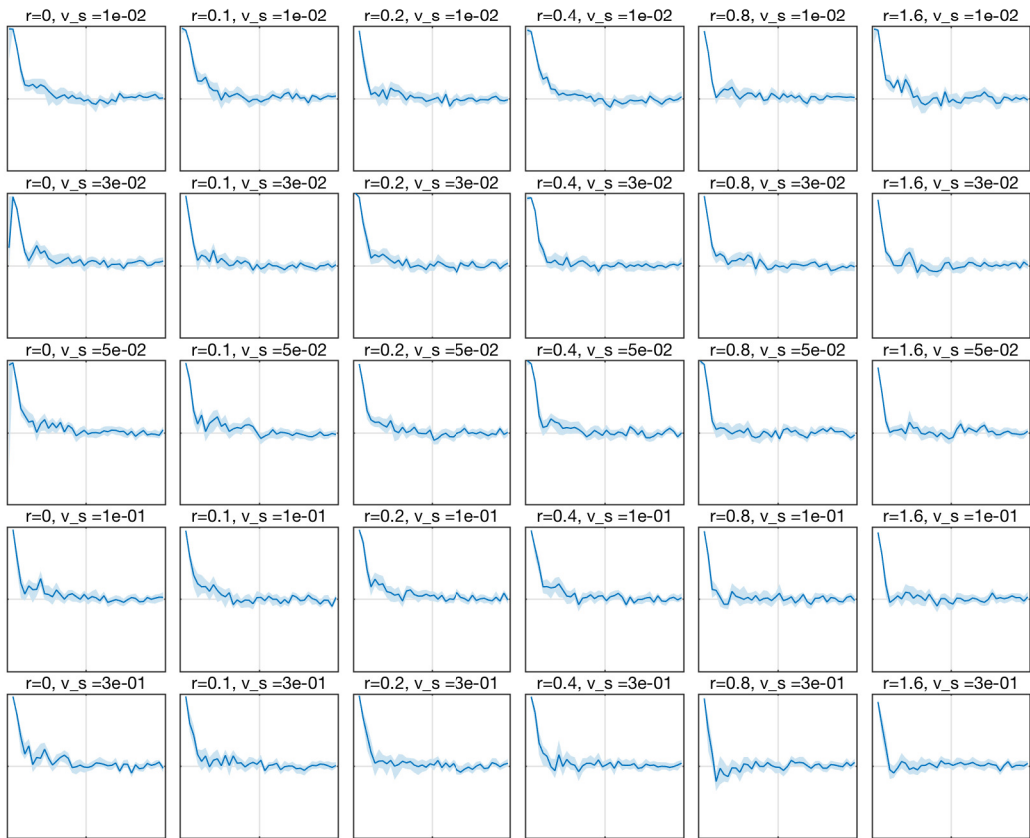 r=0, v_s =1e-02 r=0.1, v_s =1e-02 r=0.2, v_s =1e-02 r=0.4, v_s =1e-02 r=0.8, v_s =1e-02 r=1.6, v_s =1e-02
r=0, v_s =3e-02 r=0.1, v_s =3e-02 r=0.2, v_s =3e-02 r=0.4, v_s =3e-02 r=0.8, v_s =3e-02 r=1.6, v_s =3e-02
r=0, v_s =5e-02 r=0.1, v_s =5e-02 r=0.2, v_s =5e-02 r=0.4, v_s =5e-02 r=0.8, v_s =5e-02 r=1.6, v_s =5e-02
r=0, v_s =1e-01 r=0.1, v_s =1e-01 r=0.2, v_s =1e-01 r=0.4, v_s =1e-01 r=0.8, v_s =1e-01 r=1.6, v_s =1e-01
r=0, v_s =3e-01 r=0.1, v_s =3e-01 r=0.2, v_s =3e-01 r=0.4, v_s =3e-01 r=0.8, v_s =3e-01 r=1.6, v_s =3e-01